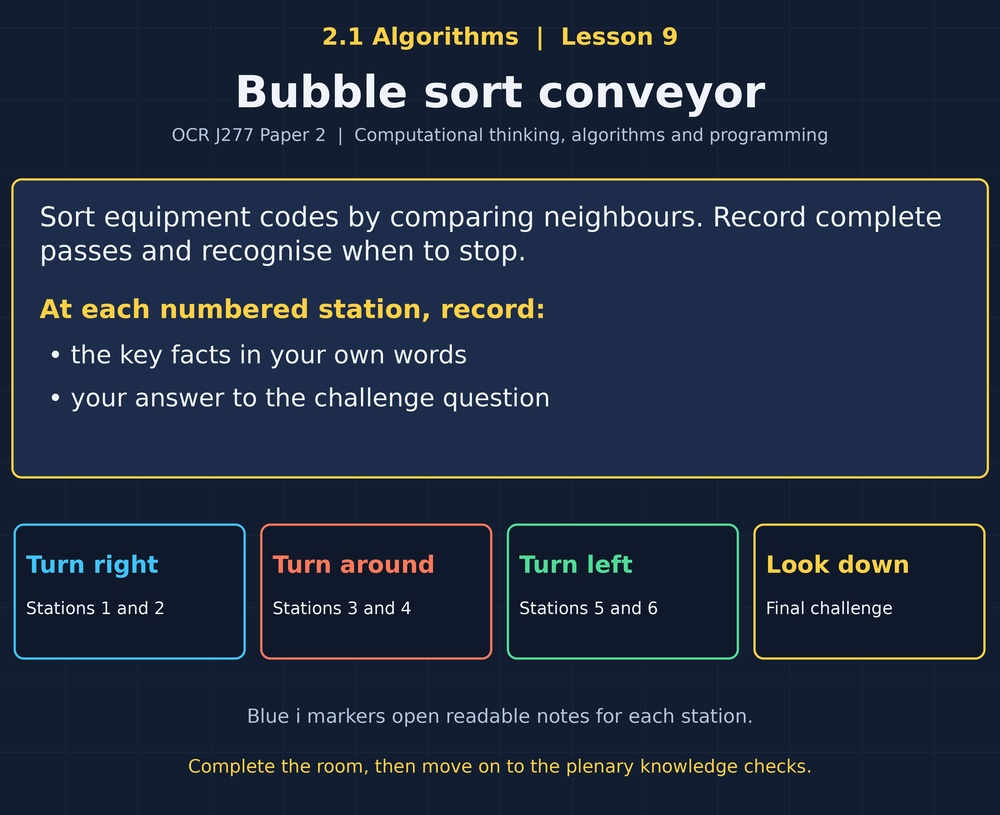 2.1 Algorithms | Lesson 9
Bubble sort conveyor
OCR J277 Paper 2 | Computational thinking, algorithms and programming
Sort equipment codes by comparing neighbours. Record complete
passes and recognise when to stop.
At each numbered station, record:
• the key facts in your own words
• your answer to the challenge question
Turn right
Stations 1 and 2
Turn around
Stations 3 and 4
Turn left
Stations 5 and 6
Look down
Final challenge
Blue i markers open readable notes for each station.
Complete the room, then move on to the plenary knowledge checks.